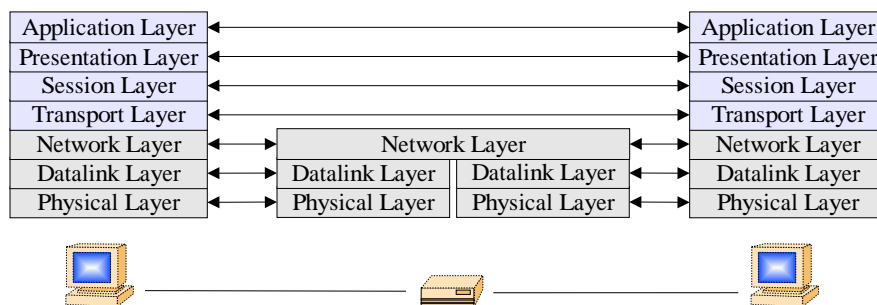 Application Layer Application Layer
Presentation Layer Presentation Layer
Session Layer Session Layer
Transport Layer Transport Layer
Network Layer Network Layer Network Layer
Datalink Layer Datalink Layer Datalink Layer Datalink Layer
Physical Layer Physical Layer Physical Layer Physical Layer